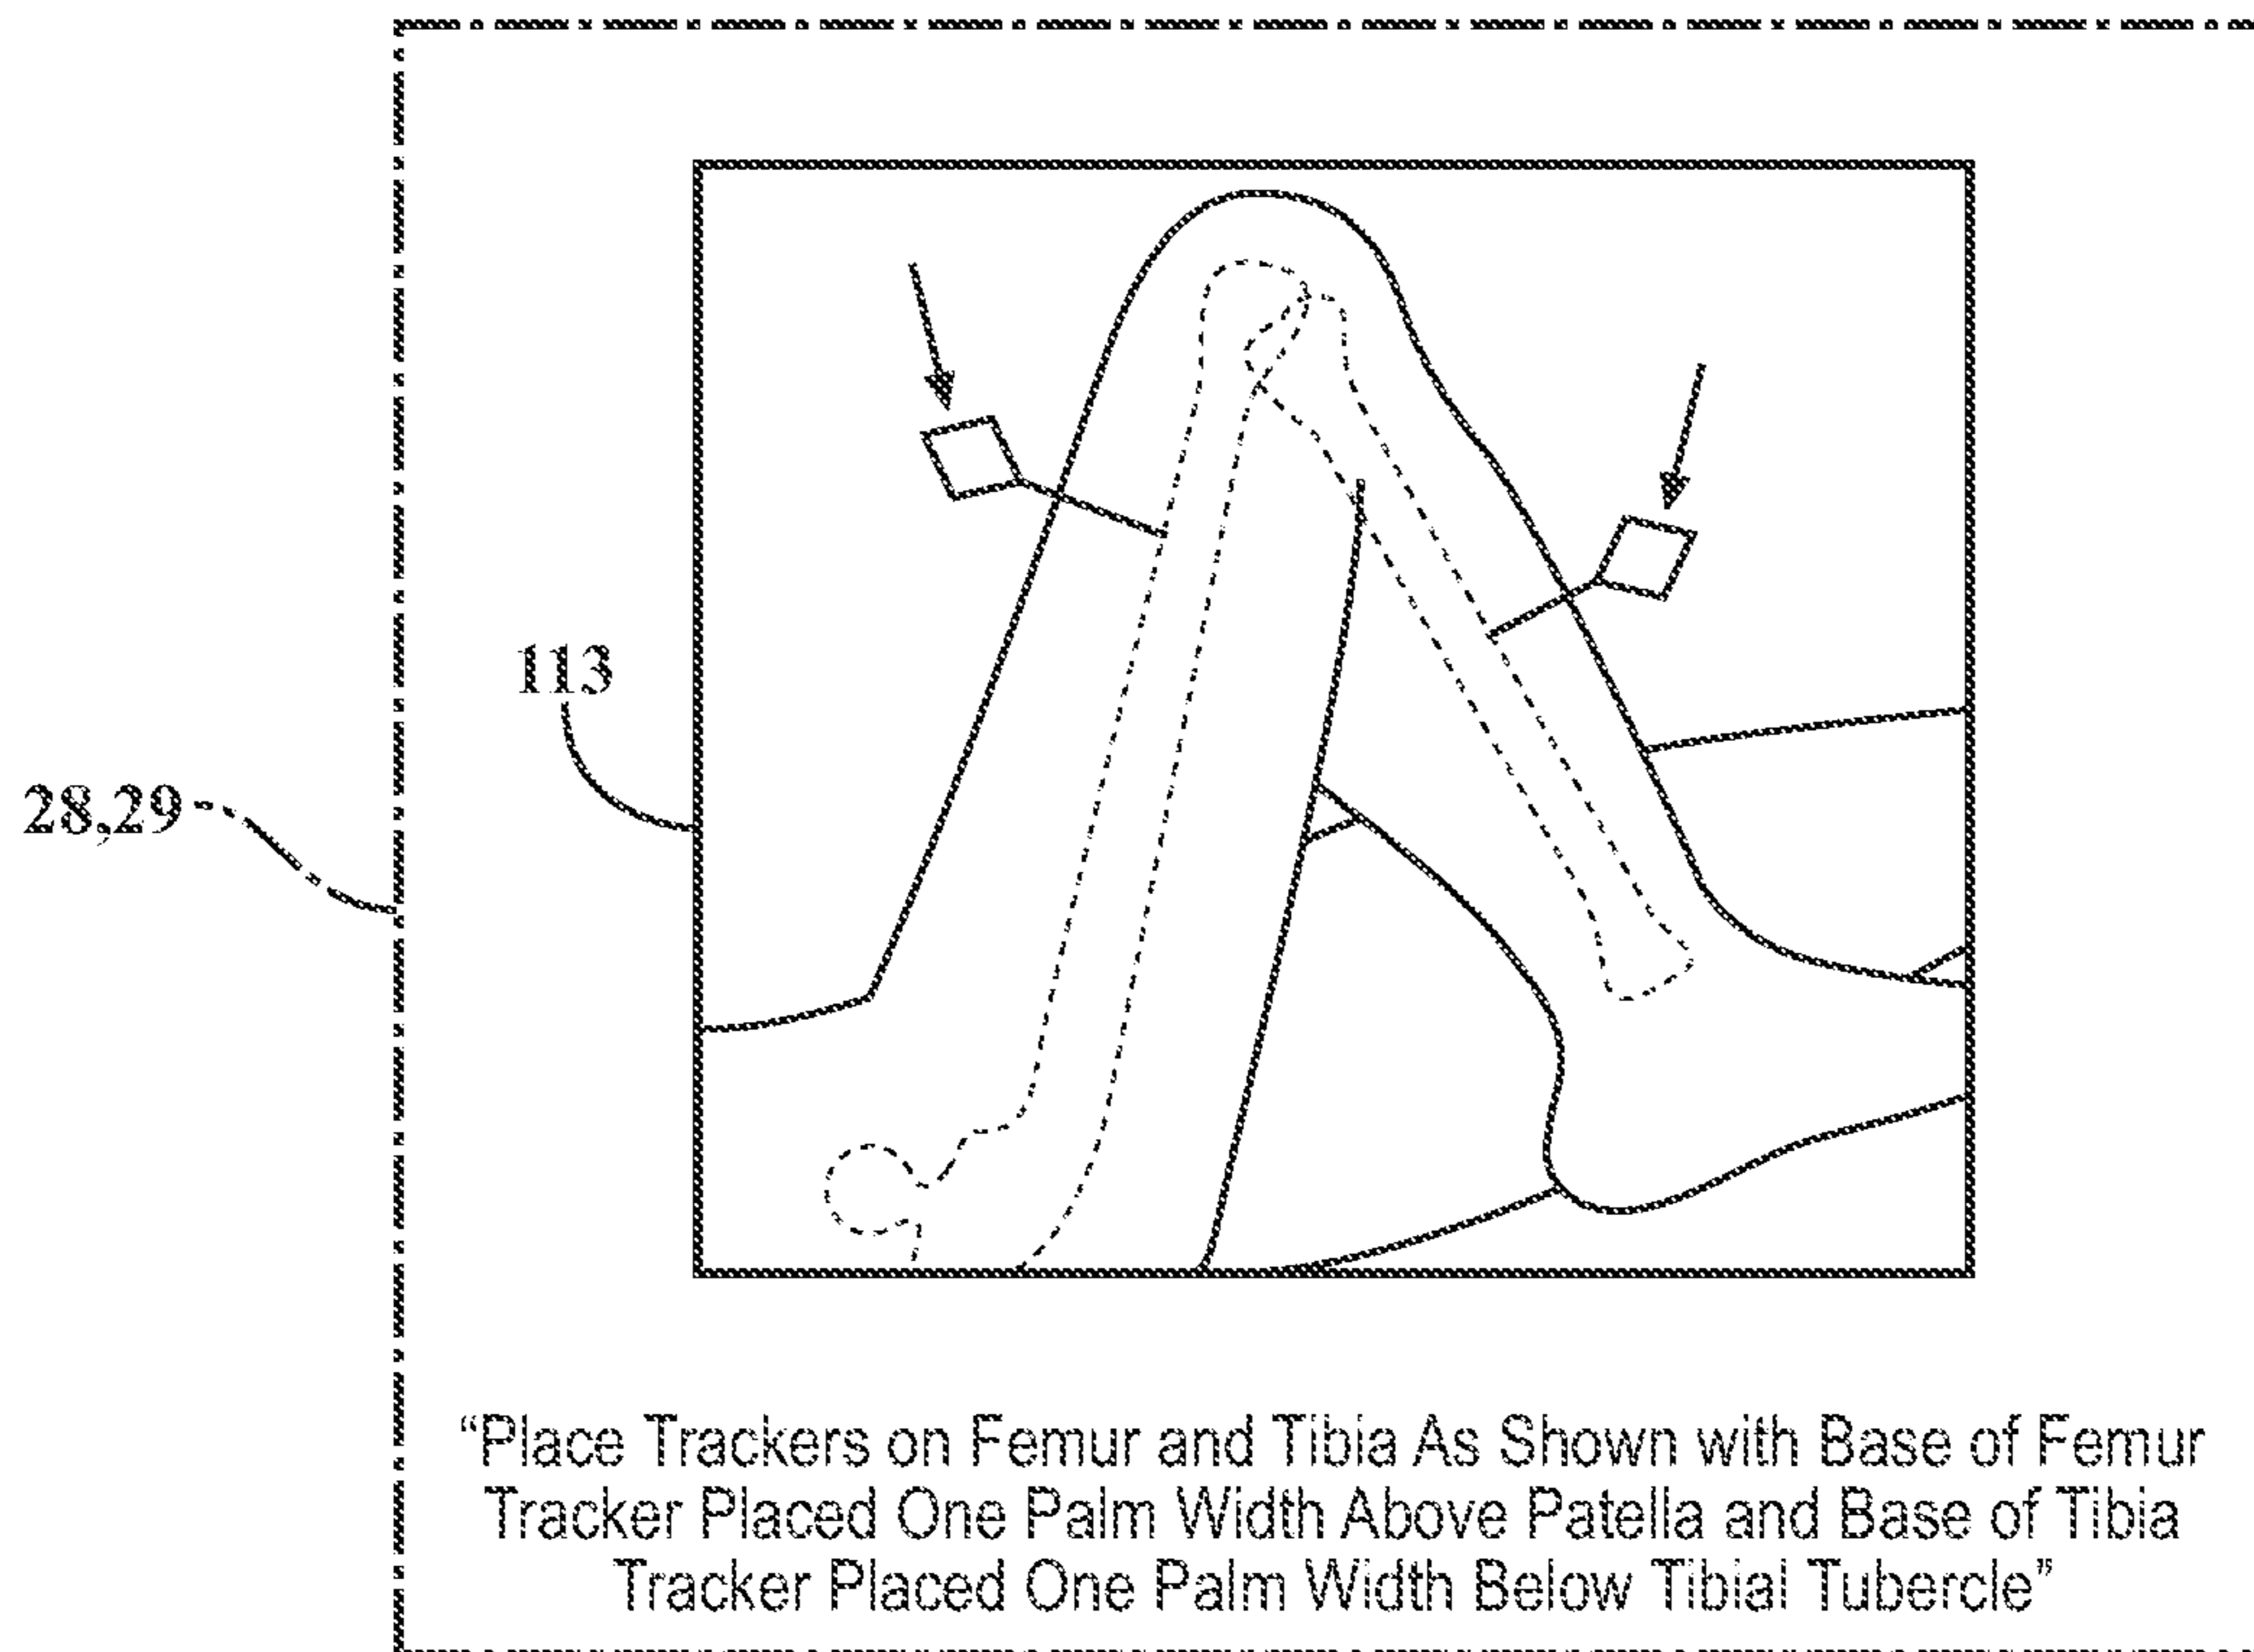 113
28,29
“Place Trackers on Femur and Tibia As Shown with Base of Femur
Tracker Placed One Palm Width Above Patella and Base of Tibia
Tracker Placed One Palm Width Below Tibial Tubercle”